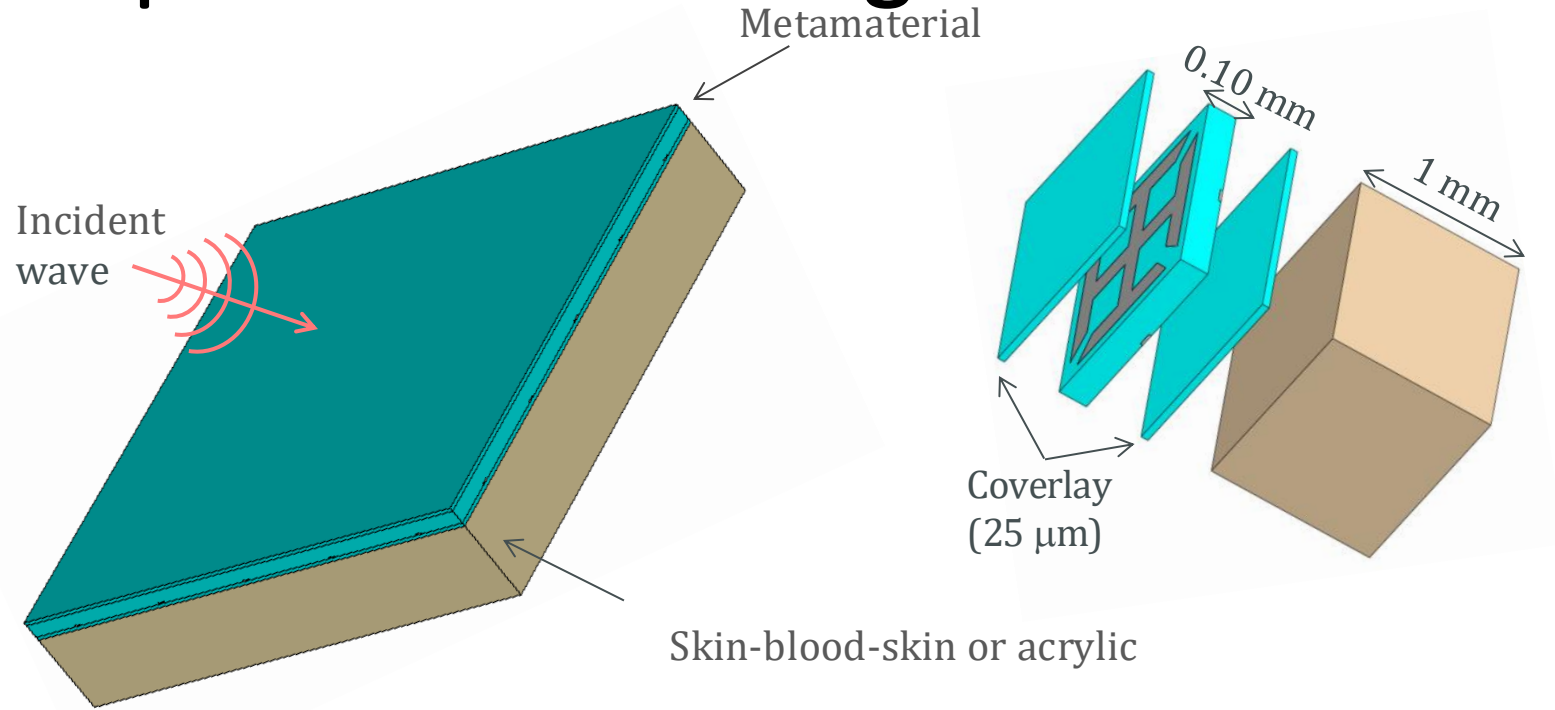 Metamaterial
0.10 mm
1 mm
Incident
wave
Coverlay
(25 μm)
Skin-blood-skin or acrylic